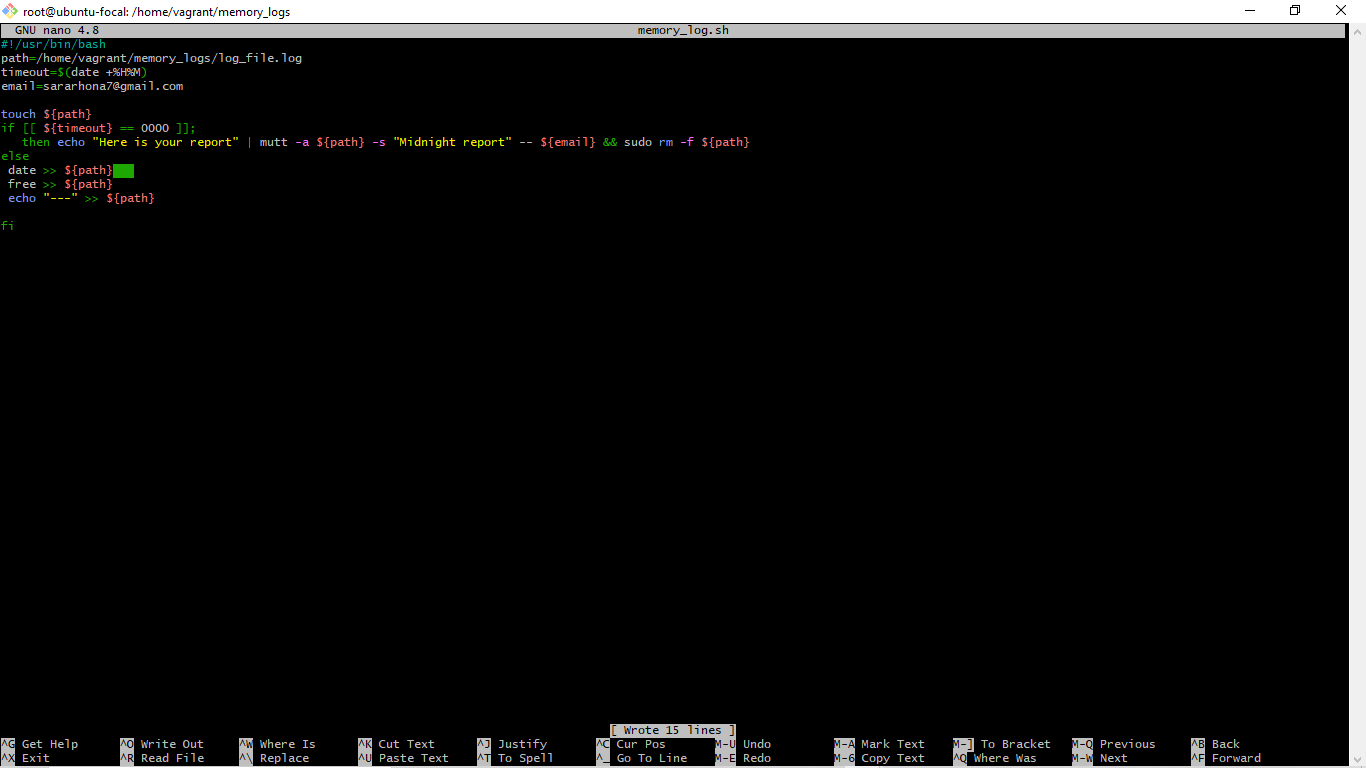 root@ubuntu-focal: /home/vagrant/memory_logs
GNU nano 4.8 memory_log.sh
#!/usr/bin/bash
path=/home/vagrant/memory_logs/log_file.log
timeout=$(date +%H%M)
email=sararhona7@gmail.com
touch ${path}
if [[ ${timeout} == 0000 ]];
then echo "Here is your report" | mutt -a ${path} -s "Midnight report" -- ${email} && sudo rm -f ${path}
else
date >> ${path}
free >> ${path}
echo "---" >> ${path}
fi
[ Wrote 15 lines ]
^G Get Help ^O Write Out ^W Where Is ^K Cut Text ^J Justify ^C Cur Pos M-U Undo M-A Mark Text M-] To Bracket M-Q Previous ^B Back
^X Exit ^R Read File ^\ Replace ^U Paste Text ^T To Spell ^_ Go To Line M-E Redo M-6 Copy Text ^Q Where Was M-W Next ^F Forward